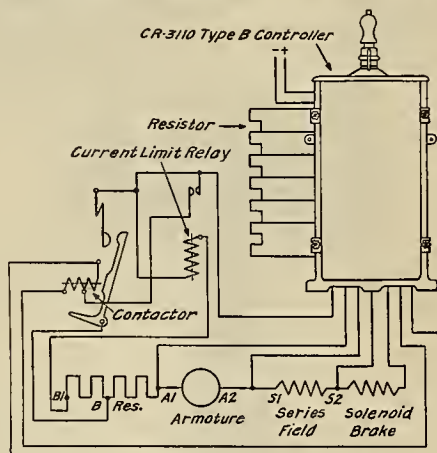 CR-3110 Type B Controller
- +
Resistor
Current Limit Relay
Contactor
B1
B
Res.
A1
A2
S1
S2
Armature
Series
Field
Solenoid
Brake